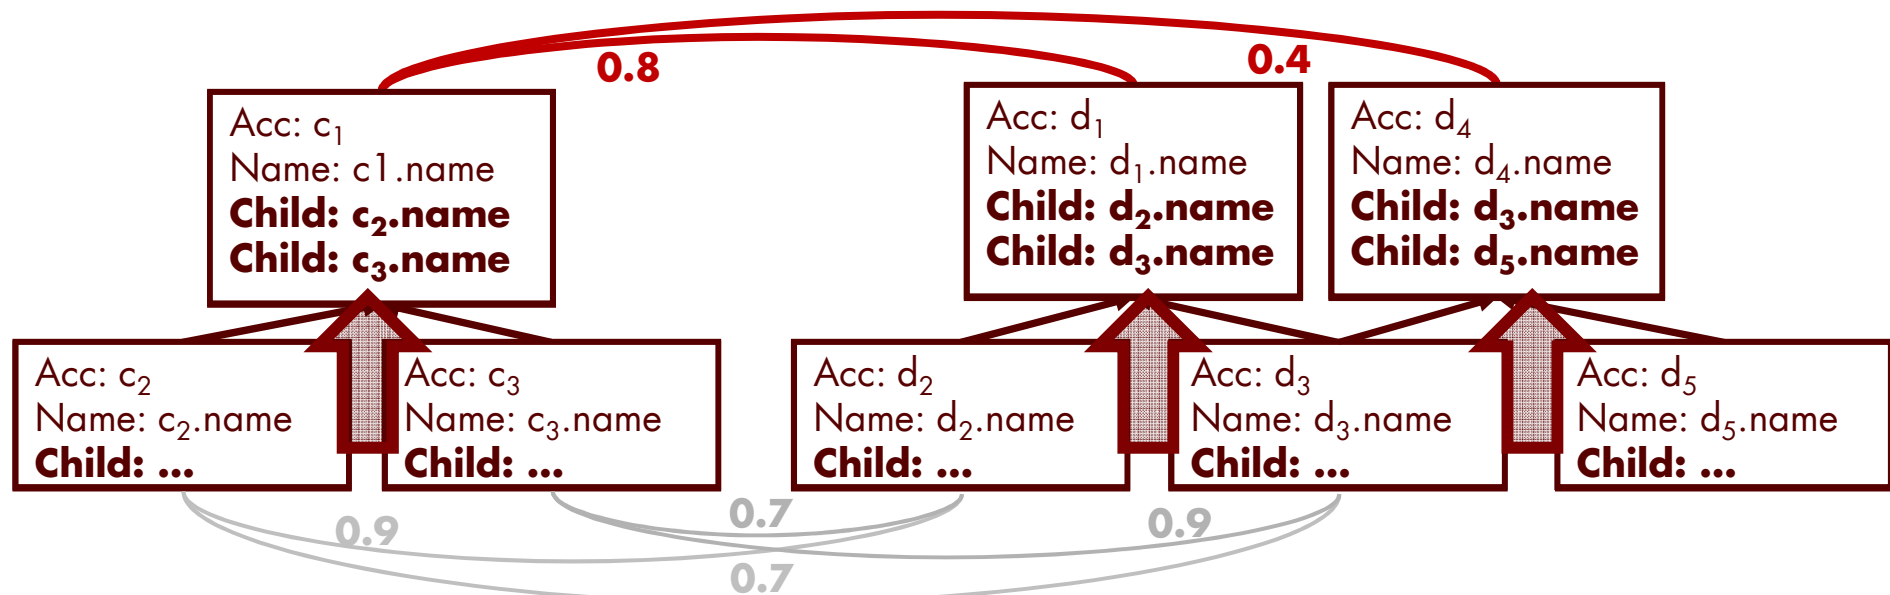 0.8
0.4
Acc: c1
Name: c1.name
Child: c2.name
Child: c3.name
Acc: d1
Name: d1.name
Child: d2.name
Child: d3.name
Acc: d4
Name: d4.name
Child: d3.name
Child: d5.name
Acc: c2
Name: c2.name
Child: ...
Acc: c3
Name: c3.name
Child: ...
Acc: d2
Name: d2.name
Child: ...
Acc: d3
Name: d3.name
Child: ...
Acc: d5
Name: d5.name
Child: ...
0.9
0.7
0.9
0.7